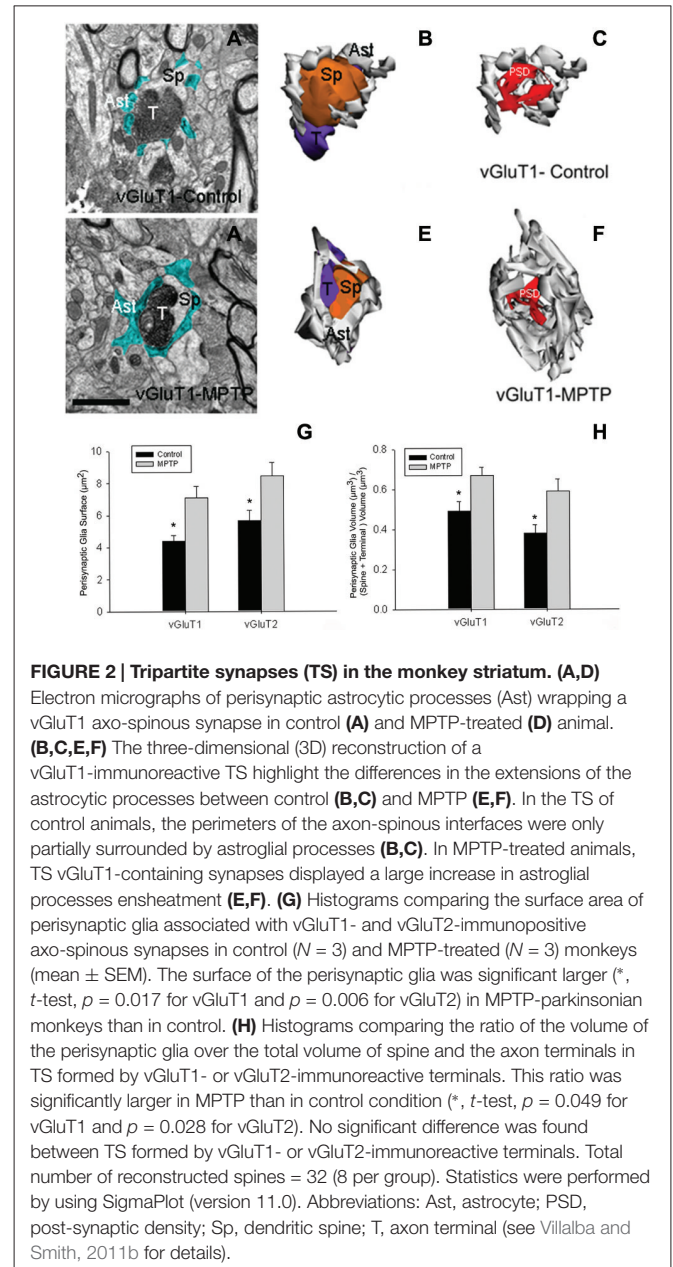 A
B
C
Ast
Sp
Ast
T
Sp
Ast
T
PSD
vGluT1-Control
vGluT1- Control
A
E
F
Ast
Sp
T
T
Sp
Ast
PSD
vGluT1-MPTP
vGluT1-MPTP
G
H
Perisynaptic Glia Surface (µm²)
10
8
6
4
2
0
Control
MPTP
*
*
vGluT1
vGluT2
Perisynaptic Glia Volume (µm³) /
(Spine + Terminal ) Volume (µm³)
0.8
0.6
0.4
0.2
0.0
Control
MPTP
*
*
vGluT1
vGluT2
FIGURE 2 | Tripartite synapses (TS) in the monkey striatum. (A,D)
Electron micrographs of perisynaptic astrocytic processes (Ast) wrapping a
vGluT1 axo-spinous synapse in control (A) and MPTP-treated (D) animal.
(B,C,E,F) The three-dimensional (3D) reconstruction of a
vGluT1-immunoreactive TS highlight the differences in the extensions of the
astrocytic processes between control (B,C) and MPTP (E,F). In the TS of
control animals, the perimeters of the axon-spinous interfaces were only
partially surrounded by astroglial processes (B,C). In MPTP-treated animals,
TS vGluT1-containing synapses displayed a large increase in astroglial
processes ensheatment (E,F). (G) Histograms comparing the surface area of
perisynaptic glia associated with vGluT1- and vGluT2-immunopositive
axo-spinous synapses in control (N = 3) and MPTP-treated (N = 3) monkeys
(mean ± SEM). The surface of the perisynaptic glia was significant larger (*,
t-test, p = 0.017 for vGluT1 and p = 0.006 for vGluT2) in MPTP-parkinsonian
monkeys than in control. (H) Histograms comparing the ratio of the volume of
the perisynaptic glia over the total volume of spine and the axon terminals in
TS formed by vGluT1- or vGluT2-immunoreactive terminals. This ratio was
significantly larger in MPTP than in control condition (*, t-test, p = 0.049 for
vGluT1 and p = 0.028 for vGluT2). No significant difference was found
between TS formed by vGluT1- or vGluT2-immunoreactive terminals. Total
number of reconstructed spines = 32 (8 per group). Statistics were performed
by using SigmaPlot (version 11.0). Abbreviations: Ast, astrocyte; PSD,
post-synaptic density; Sp, dendritic spine; T, axon terminal (see Villalba and
Smith, 2011b for details).